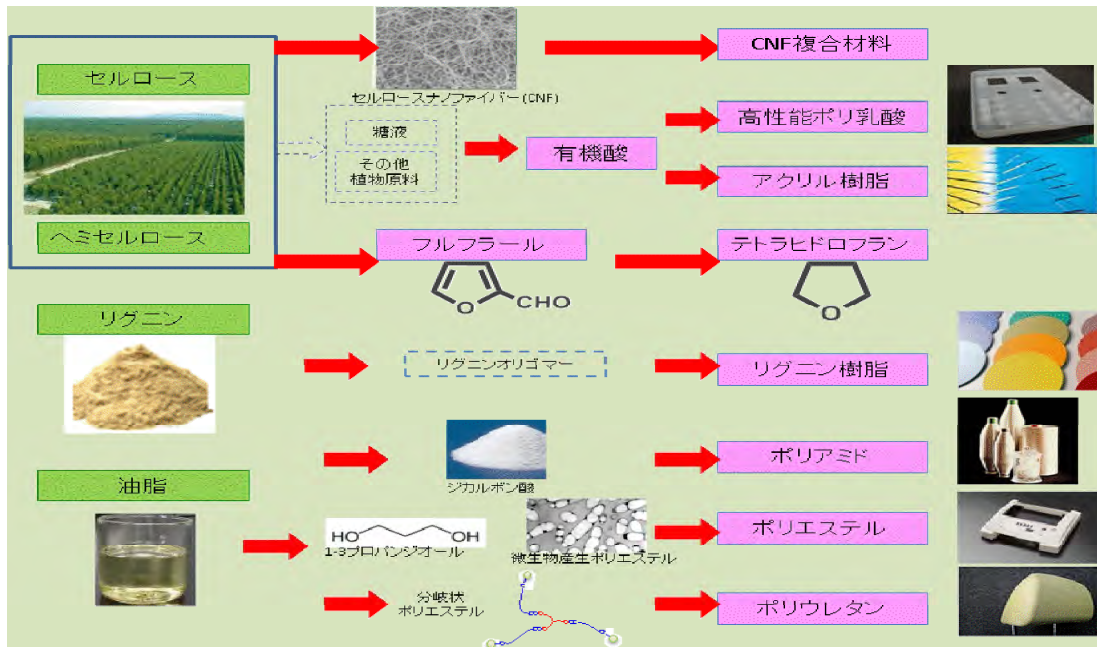 セルロース
ヘミセルロース
セルロースナノファイバー(CNF)
CNF複合材料
糖液
その他
植物原料
有機酸
高性能ポリ乳酸
アクリル樹脂
フルフラール
O
CHO
テトラヒドロフラン
O
リグニン
リグニンオリゴマー
リグニン樹脂
油脂
ジカルボン酸
ポリアミド
HO
OH
1-3プロパンジオール
微生物産生ポリエステル
ポリエステル
分岐状
ポリエステル
ポリウレタン